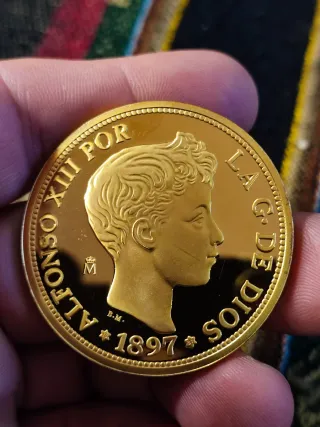 ALFONSO XIII POR LA G. DE DIOS
M
B.M.
* 1897 *